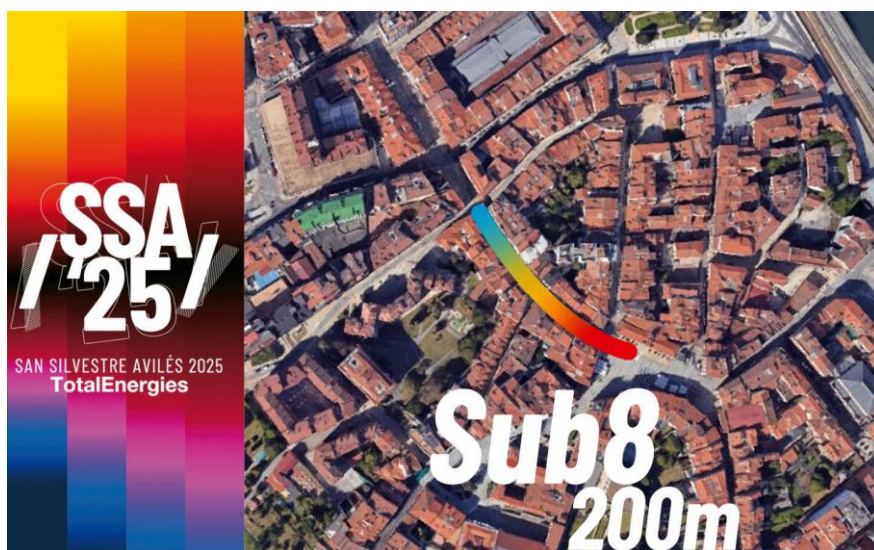 SSA
/'25/
SAN SILVESTRE AVILÉS 2025
TotalEnergies
Sub8
200m